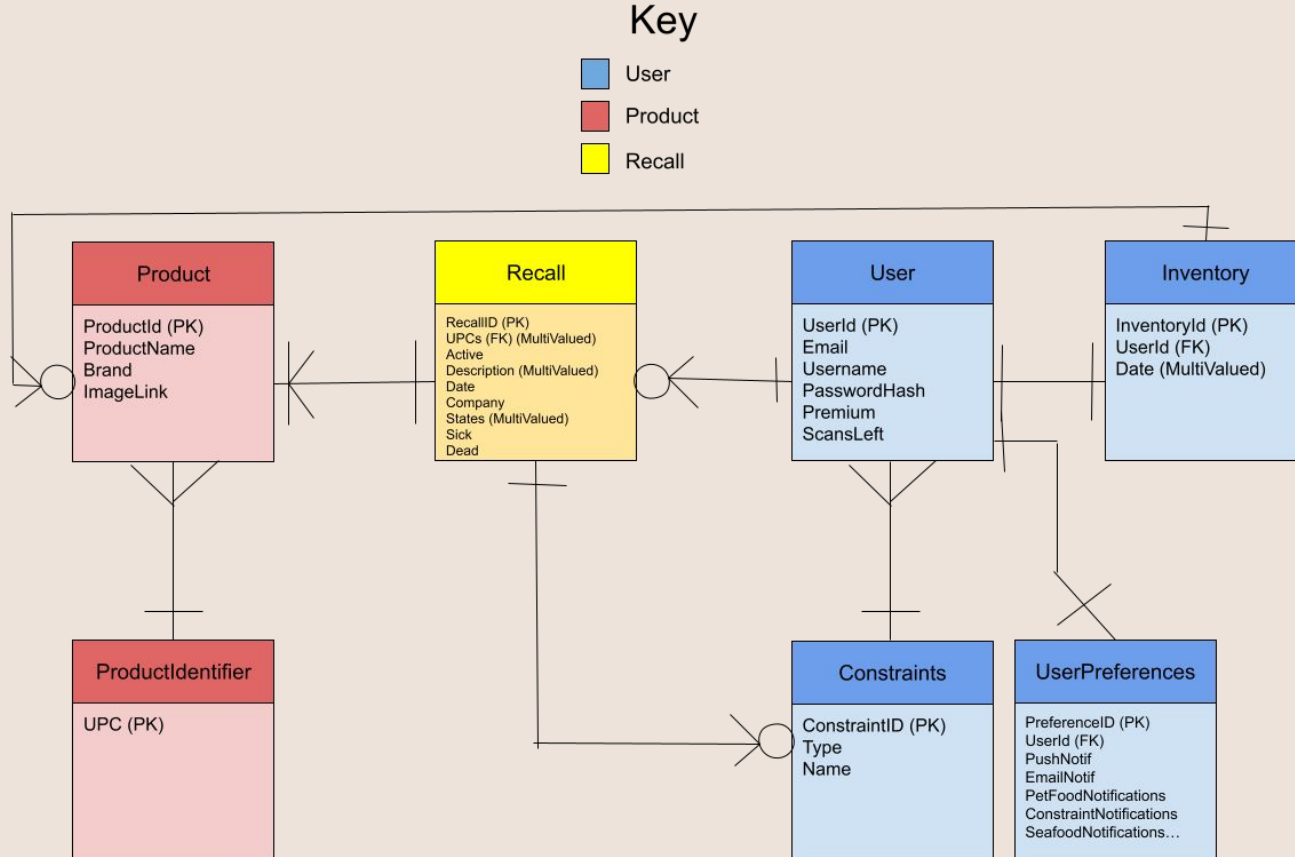 Key
User
Product
Recall
Product
ProductId (PK)
ProductName
Brand
ImageLink
Recall
RecallID (PK)
UPCs (FK) (MultiValued)
Active
Description (MultiValued)
Date
Company
States (MultiValued)
Sick
Dead
User
UserId (PK)
Email
Username
PasswordHash
Premium
ScansLeft
Inventory
InventoryId (PK)
UserId (FK)
Date (MultiValued)
ProductIdentifier
UPC (PK)
Constraints
ConstraintID (PK)
Type
Name
UserPreferences
PreferenceID (PK)
UserId (FK)
PushNotif
EmailNotif
PetFoodNotifications
ConstraintNotifications
SeafoodNotifications...